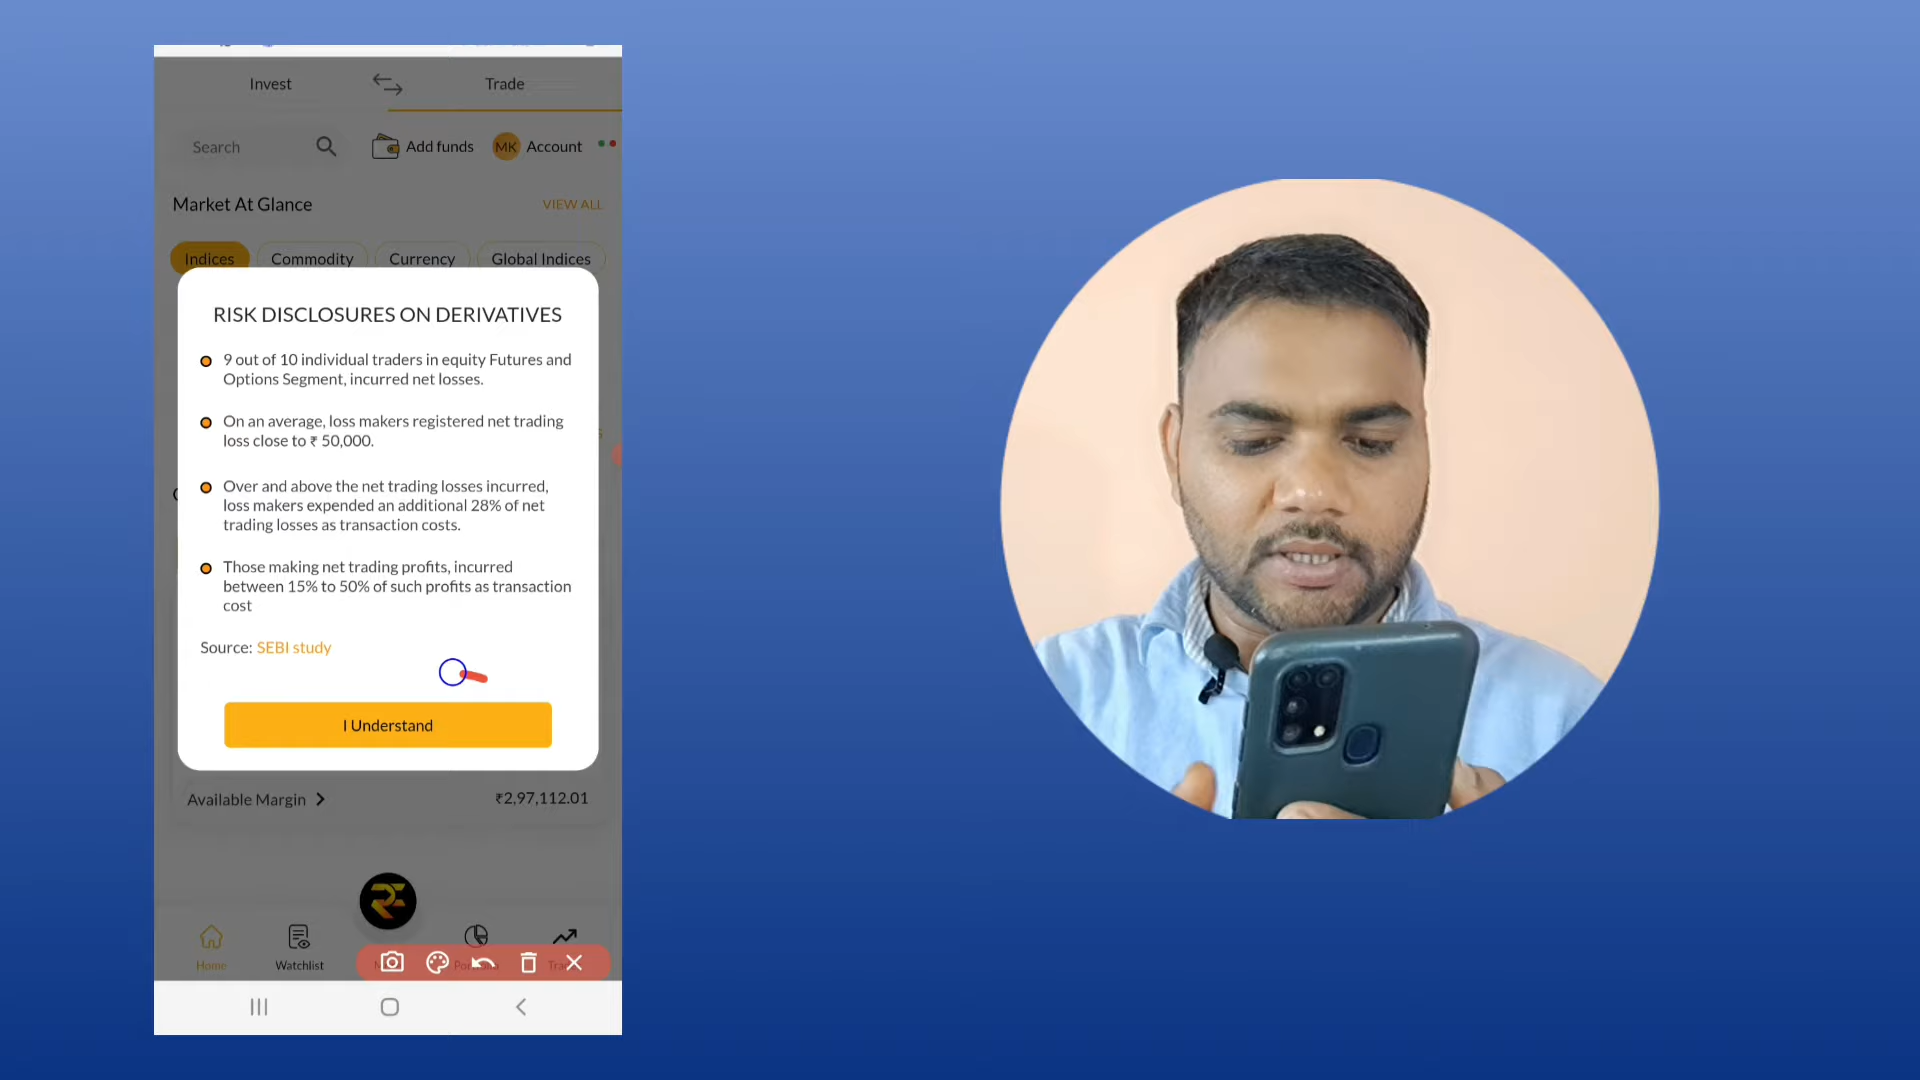 Invest
Trade
Search
Add funds
MK
Account
Market At Glance
VIEW ALL
Indices
Commodity
Currency
Global Indices
RISK DISCLOSURES ON DERIVATIVES
9 out of 10 individual traders in equity Futures and
Options Segment, incurred net losses.
On an average, loss makers registered net trading
loss close to ₹ 50,000.
Over and above the net trading losses incurred,
loss makers expended an additional 28% of net
trading losses as transaction costs.
Those making net trading profits, incurred
between 15% to 50% of such profits as transaction
cost
Source: SEBI study
I Understand
Available Margin
₹2,97,112.01
Home
Watchlist